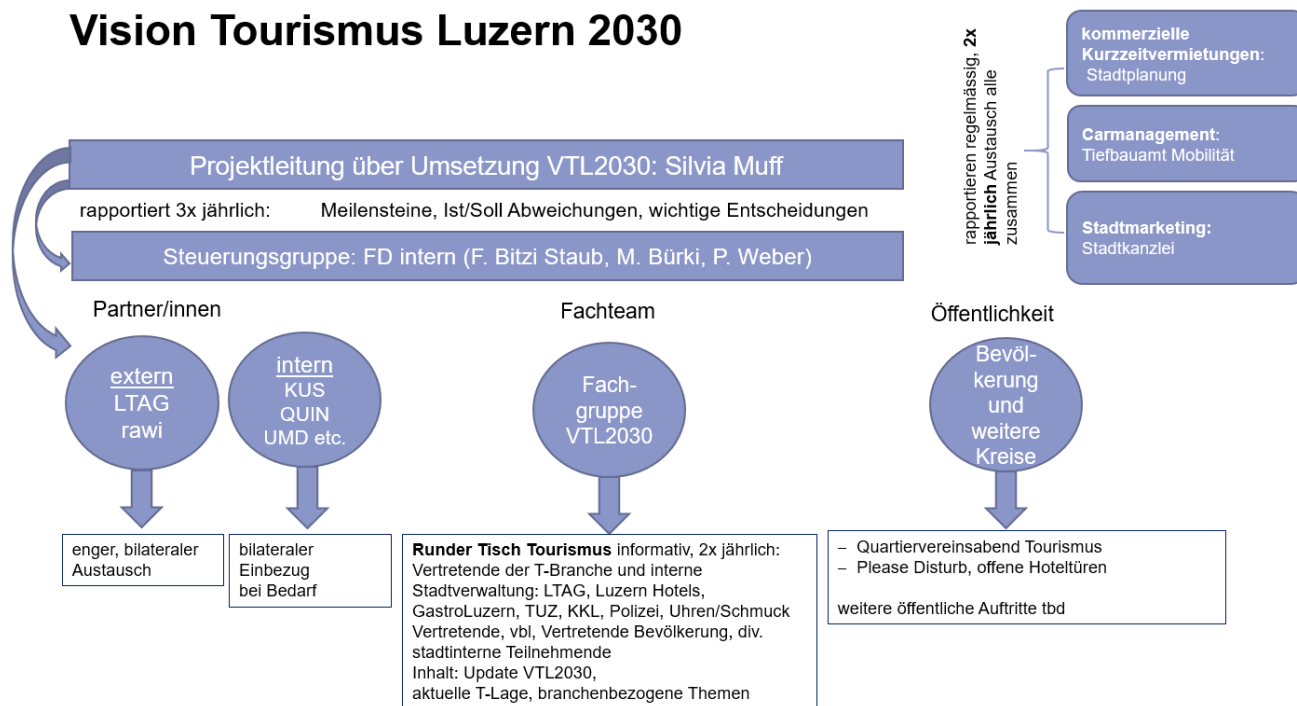 Vision Tourismus Luzern 2030
rapportieren regelmässig, 2x
jährlich Austausch alle
zusammen
kommerzielle
Kurzzeitvermietungen:
Stadtplanung
Carmanagement:
Tiefbauamt Mobilität
Stadtmarketing:
Stadtkanzlei
Projektleitung über Umsetzung VTL2030: Silvia Muff
rapportiert 3x jährlich: Meilensteine, Ist/Soll Abweichungen, wichtige Entscheidungen
Steuerungsgruppe: FD intern (F. Bitzi Staub, M. Bürki, P. Weber)
Partner/innen
extern
LTAG
rawi
intern
KUS
QUIN
UMD etc.
Fachteam
Fach-
gruppe
VTL2030
Öffentlichkeit
Bevöl-
kerung
und
weitere
Kreise
enger, bilateraler
Austausch
bilateraler
Einbezug
bei Bedarf
Runder Tisch Tourismus informativ, 2x jährlich:
Vertretende der T-Branche und interne
Stadtverwaltung: LTAG, Luzern Hotels,
GastroLuzern, TUZ, KKL, Polizei, Uhren/Schmuck
Vertretende, vbl, Vertretende Bevölkerung, div.
stadtinterne Teilnehmende
Inhalt: Update VTL2030,
aktuelle T-Lage, branchenbezogene Themen
– Quartiervereinsabend Tourismus
– Please Disturb, offene Hoteltüren
weitere öffentliche Auftritte tbd